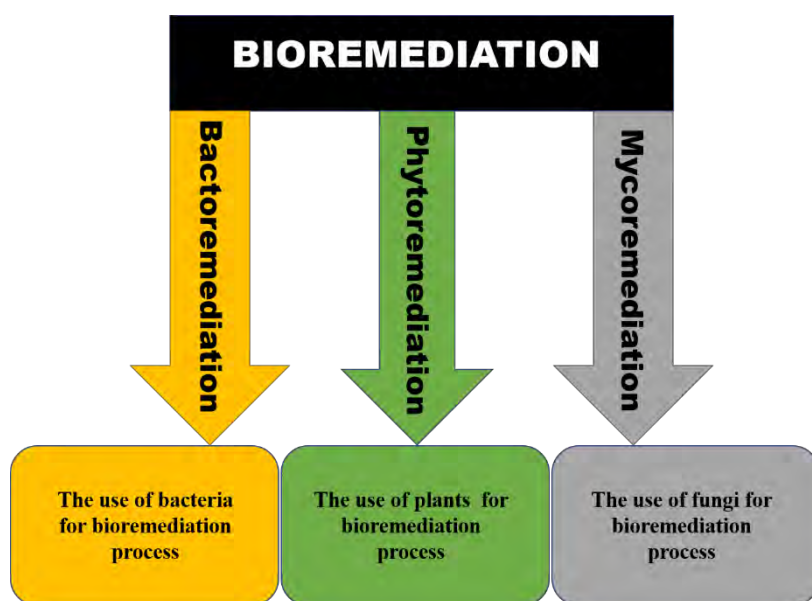 BIOREMEDIATION
Bactoremediation
Phytoremediation
Mycoremediation
The use of bacteria
for bioremediation
process
The use of plants for
bioremediation
process
The use of fungi for
bioremediation
process